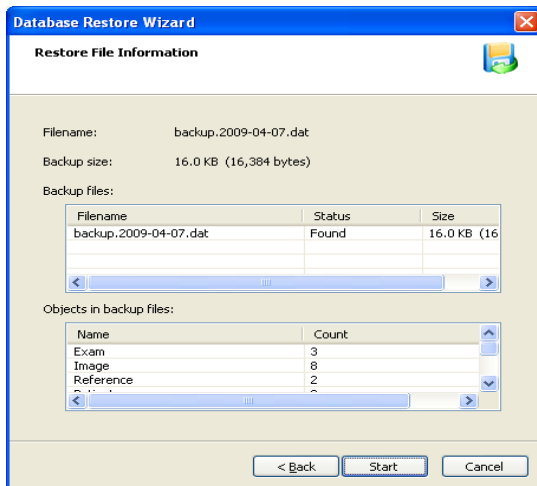 Database Restore Wizard
Restore File Information
Filename: backup.2009-04-07.dat
Backup size: 16.0 KB (16,384 bytes)
Backup files:
Filename Status Size
backup.2009-04-07.dat Found 16.0 KB (16
Objects in backup files:
Name Count
Exam 3
Image 8
Reference 2
< Back Start Cancel